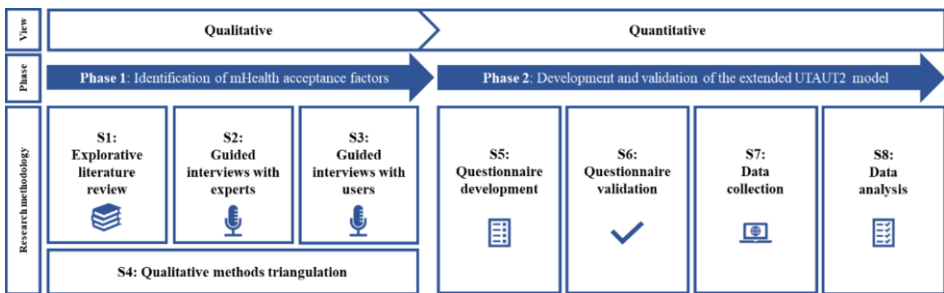 View
Qualitative
Quantitative
Phase
Phase 1: Identification of mHealth acceptance factors
Phase 2: Development and validation of the extended UTAUT2 model
Research methodology
S1:
Explorative
literature
review
S2:
Guided
interviews with
experts
S3:
Guided
interviews with
users
S4: Qualitative methods triangulation
S5:
Questionnaire
development
S6:
Questionnaire
validation
S7:
Data
collection
S8:
Data
analysis